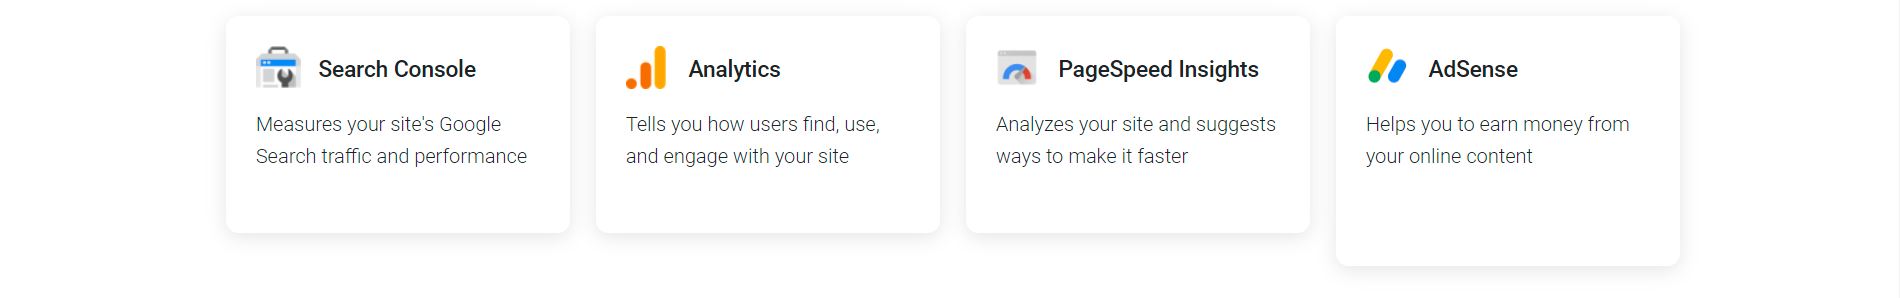 Search Console
Measures your site's Google
Search traffic and performance
Analytics
Tells you how users find, use,
and engage with your site
PageSpeed Insights
Analyzes your site and suggests
ways to make it faster
AdSense
Helps you to earn money from
your online content